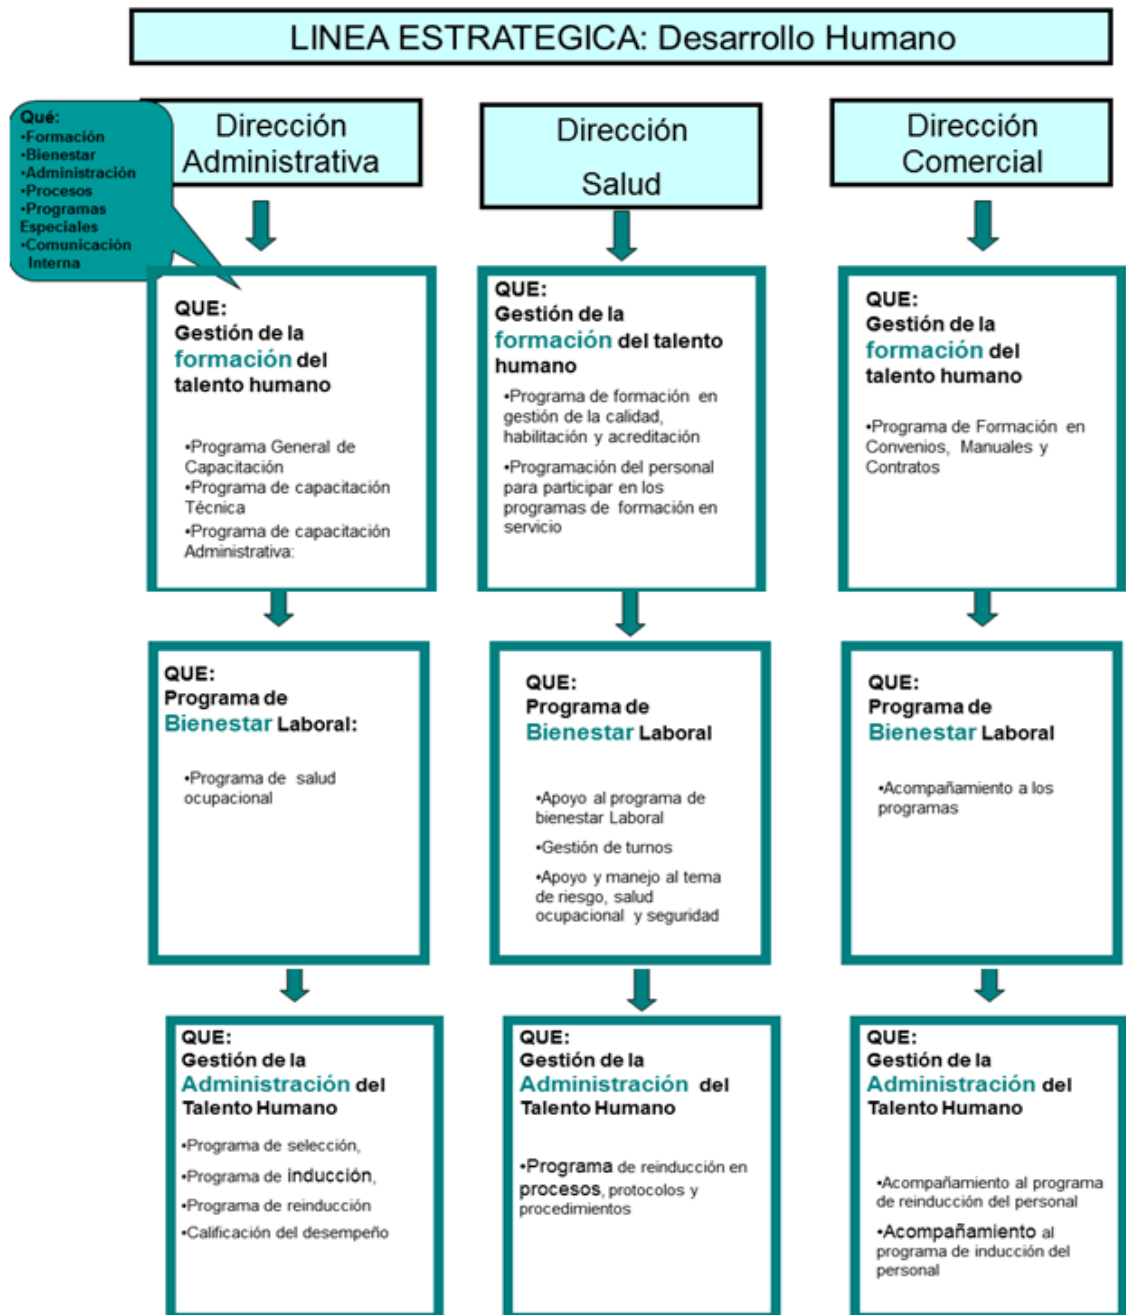 LINEA ESTRATEGICA: Desarrollo Humano
Qué:
•Formación
•Bienestar
•Administración
•Procesos
•Programas
Especiales
•Comunicación
Interna
Dirección
Administrativa
Dirección
Salud
Dirección
Comercial
QUE:
Gestión de la
formación del
talento humano
•Programa General de
Capacitación
•Programa de capacitación
Técnica
•Programa de capacitación
Administrativa:
QUE:
Gestión de la
formación del talento
humano
•Programa de formación en
gestión de la calidad,
habilitación y acreditación
•Programación del personal
para participar en los
programas de formación en
servicio
QUE:
Gestión de la
formación del
talento humano
•Programa de Formación en
Convenios, Manuales y
Contratos
QUE:
Programa de
Bienestar Laboral:
•Programa de salud
ocupacional
QUE:
Programa de
Bienestar Laboral
•Apoyo al programa de
bienestar Laboral
•Gestión de turnos
•Apoyo y manejo al tema
de riesgo, salud
ocupacional y seguridad
QUE:
Programa de
Bienestar Laboral
•Acompañamiento a los
programas
QUE:
Gestión de la
Administración del
Talento Humano
•Programa de selección,
•Programa de inducción,
•Programa de reinducción
•Calificación del desempeño
QUE:
Gestión de la
Administración del
Talento Humano
•Programa de reinducción en
procesos, protocolos y
procedimientos
QUE:
Gestión de la
Administración del
Talento Humano
•Acompañamiento al programa
de reinducción del personal
•Acompañamiento al
programa de inducción del
personal